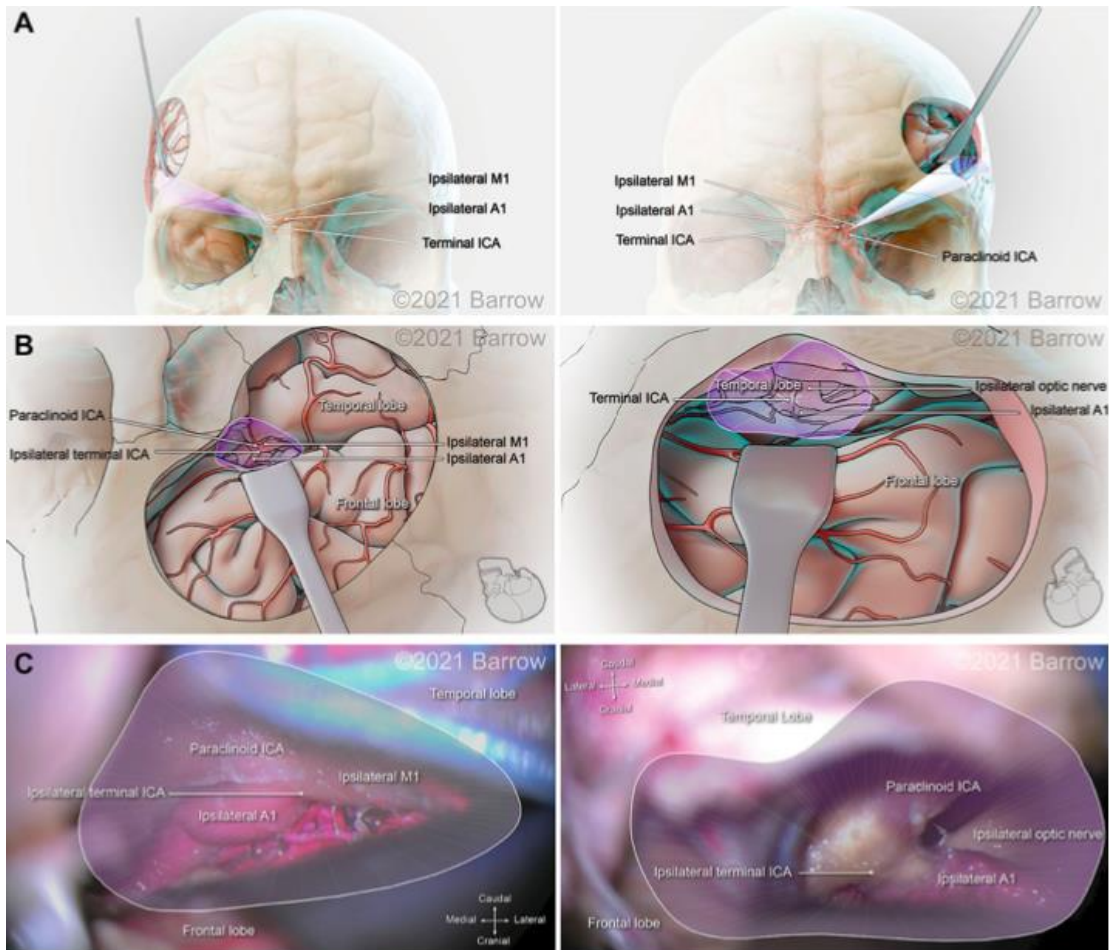 A
Ipsilateral M1
Ipsilateral A1
Terminal ICA
©2021 Barrow
Ipsilateral M1
Ipsilateral A1
Terminal ICA
Paraclinoid ICA
©2021 Barrow
B
©2021 Barrow
Temporal lobe
Paraclinoid ICA
Ipsilateral terminal ICA
Ipsilateral M1
Ipsilateral A1
Frontal lobe
©2021 Barrow
Temporal lobe
Terminal ICA
Ipsilateral optic nerve
Ipsilateral A1
Frontal lobe
C
©2021 Barrow
Temporal lobe
Paraclinoid ICA
Ipsilateral M1
Ipsilateral terminal ICA
Ipsilateral A1
Caudal
Medial Lateral
Cranial
Frontal lobe
©2021 Barrow
Caudal
Lateral Medial
Cranial
Temporal Lobe
Paraclinoid ICA
Ipsilateral optic nerve
Ipsilateral terminal ICA
Ipsilateral A1
Frontal lobe